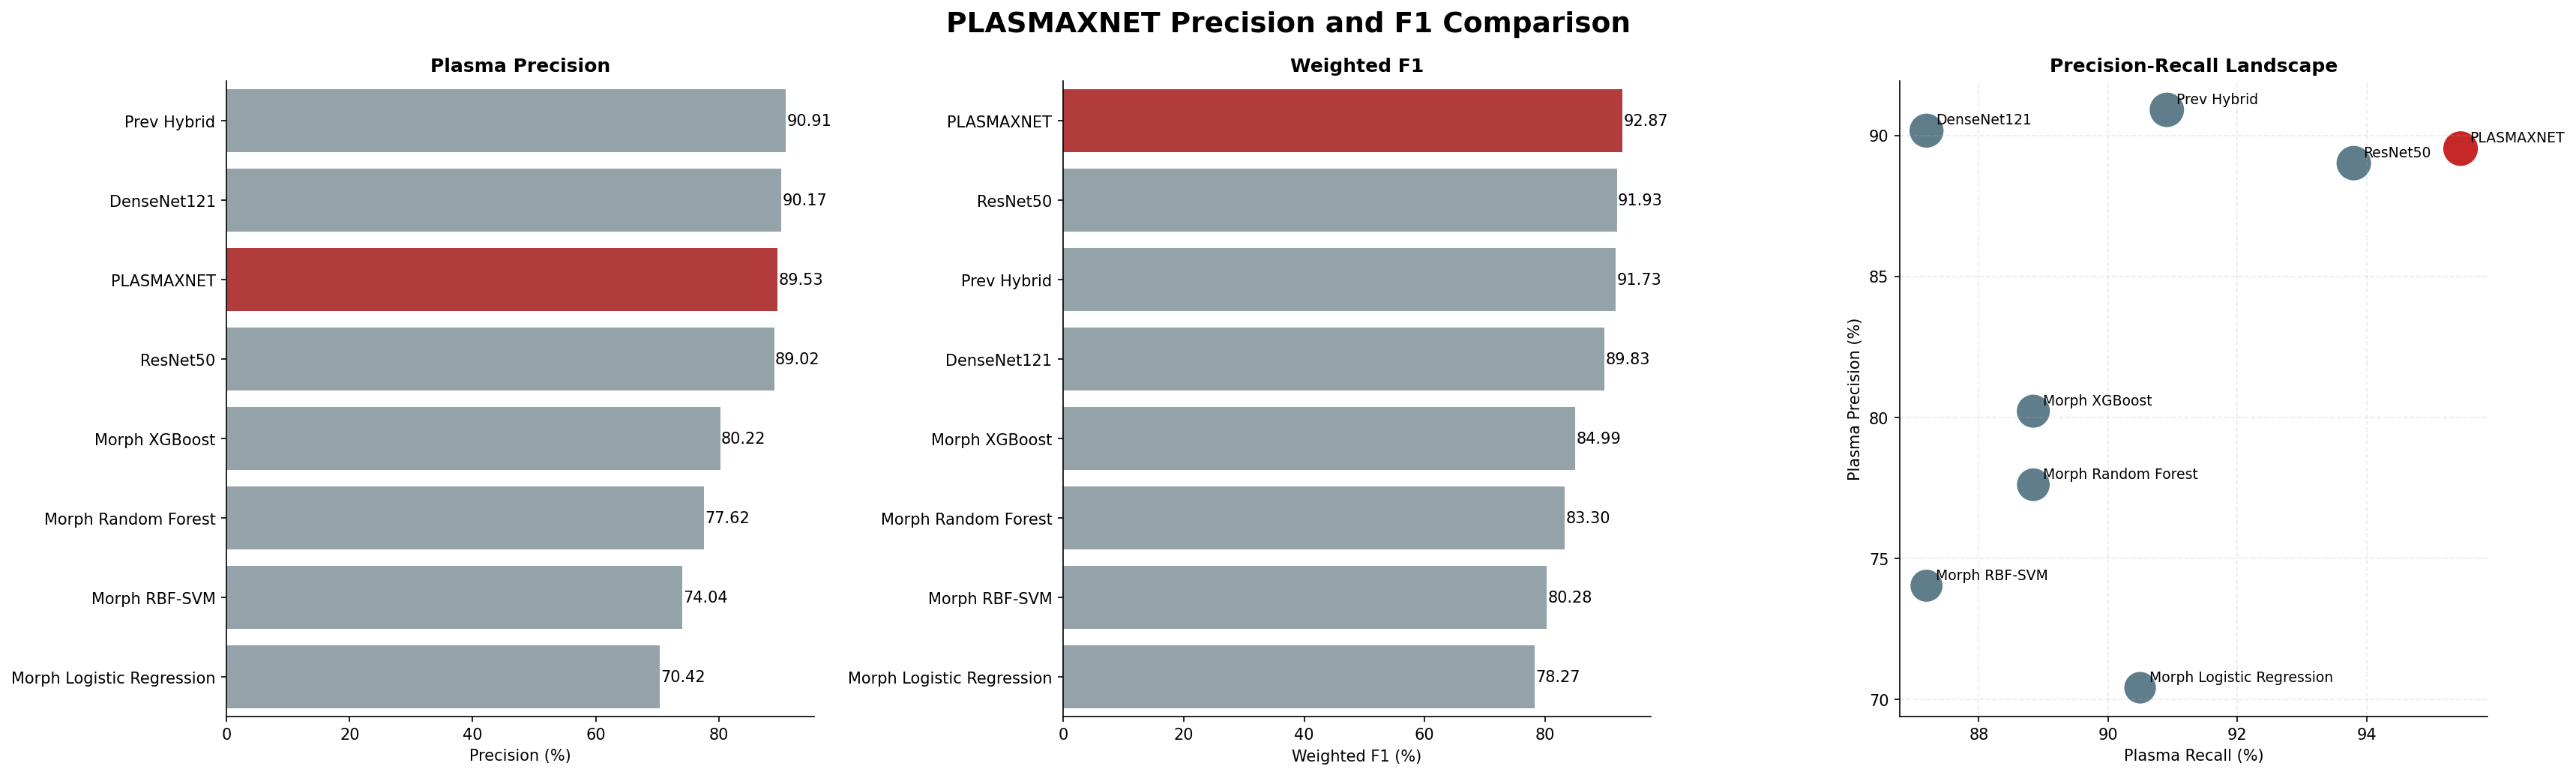 PLASMAXNET Precision and F1 Comparison
Plasma Precision
Prev Hybrid
90.91
DenseNet121
90.17
PLASMAXNET
89.53
ResNet50
89.02
Morph XGBoost
80.22
Morph Random Forest
77.62
Morph RBF-SVM
74.04
Morph Logistic Regression
70.42
0 20 40 60 80
Precision (%)
Weighted F1
PLASMAXNET
92.87
ResNet50
91.93
Prev Hybrid
91.73
DenseNet121
89.83
Morph XGBoost
84.99
Morph Random Forest
83.30
Morph RBF-SVM
80.28
Morph Logistic Regression
78.27
0 20 40 60 80
Weighted F1 (%)
Precision-Recall Landscape
Plasma Precision (%)
90
85
80
75
70
Prev Hybrid
DenseNet121
PLASMAXNET
ResNet50
Morph XGBoost
Morph Random Forest
Morph RBF-SVM
Morph Logistic Regression
88 90 92 94
Plasma Recall (%)